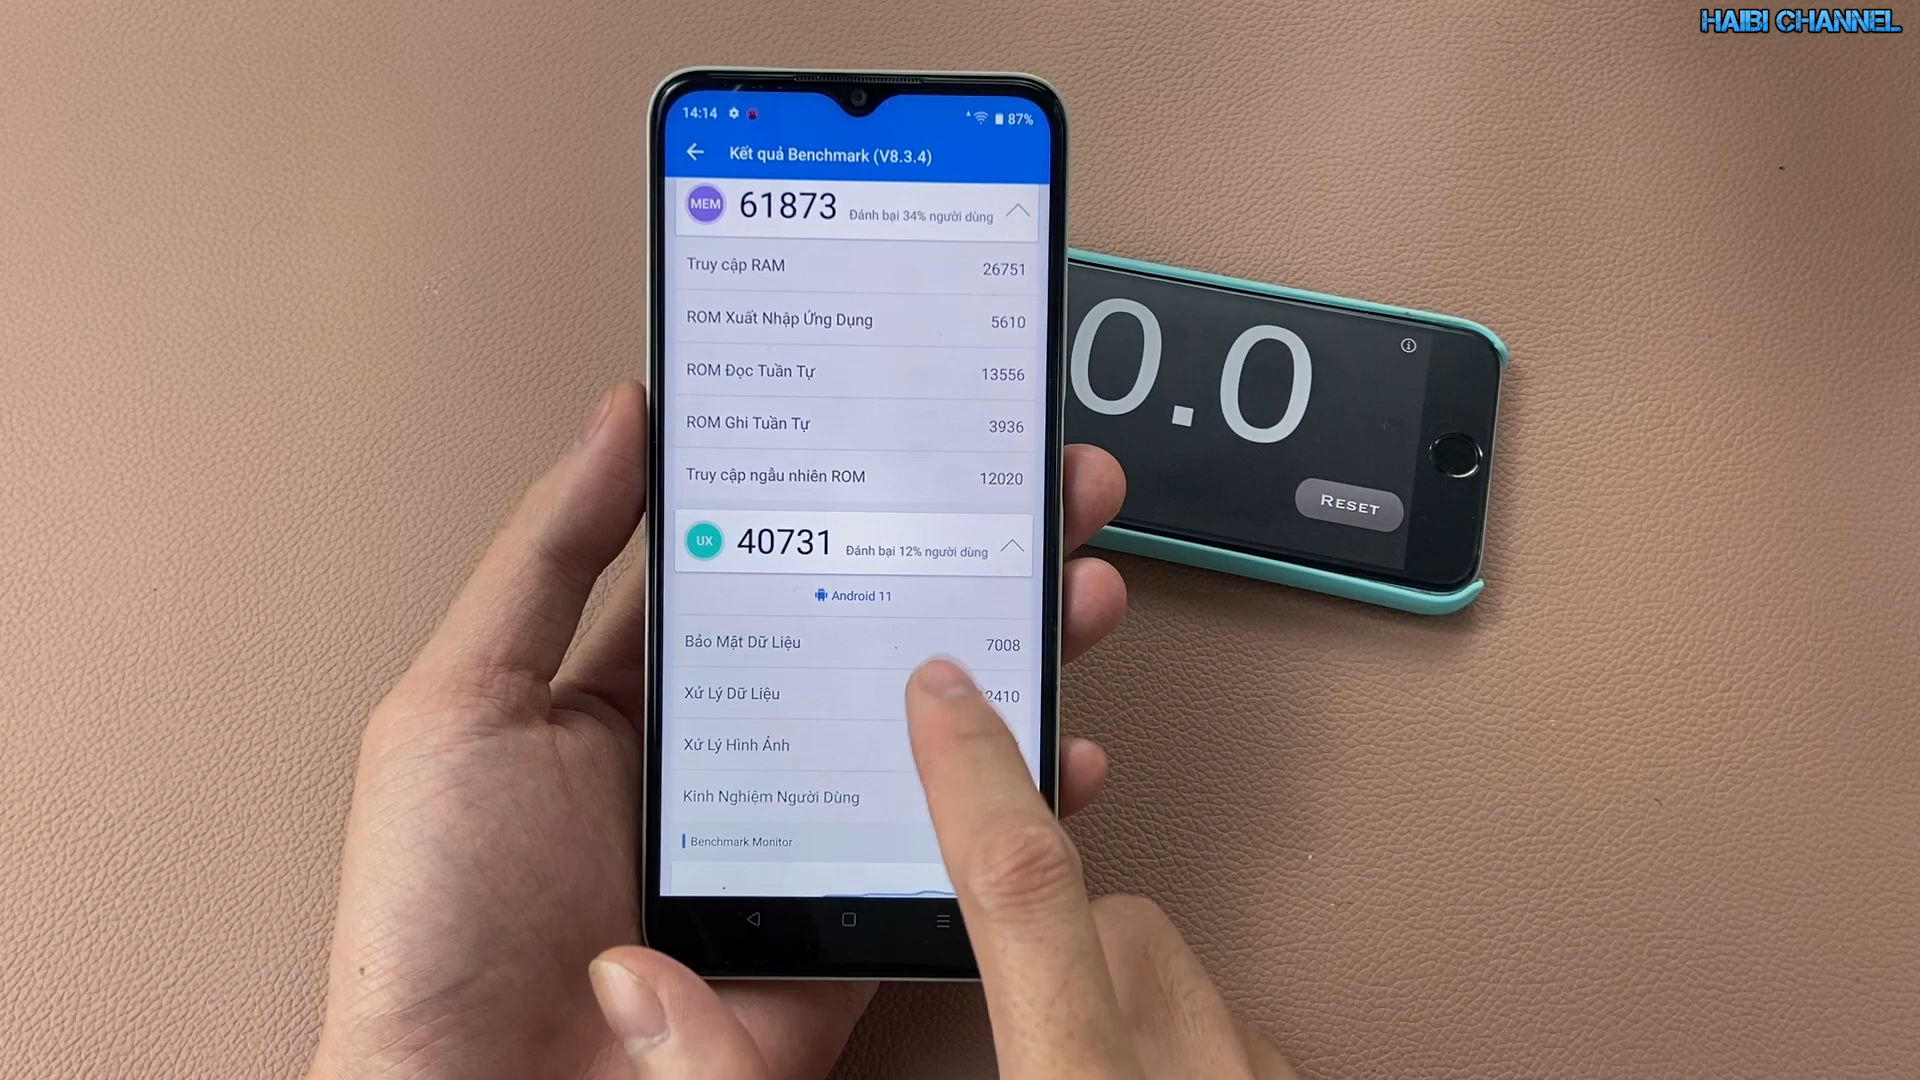 HAIBI CHANNEL
14:14
87%
Kết quả Benchmark (V8.3.4)
MEM 61873 Đánh bại 34% người dùng
Truy cập RAM 26751
ROM Xuất Nhập Ứng Dụng 5610
ROM Đọc Tuần Tự 13556
ROM Ghi Tuần Tự 3936
Truy cập ngẫu nhiên ROM 12020
UX 40731 Đánh bại 12% người dùng
Android 11
Bảo Mật Dữ Liệu 7008
Xử Lý Dữ Liệu
Xử Lý Hình Ảnh
Kinh Nghiệm Người Dùng
Benchmark Monitor
0.0
RESET